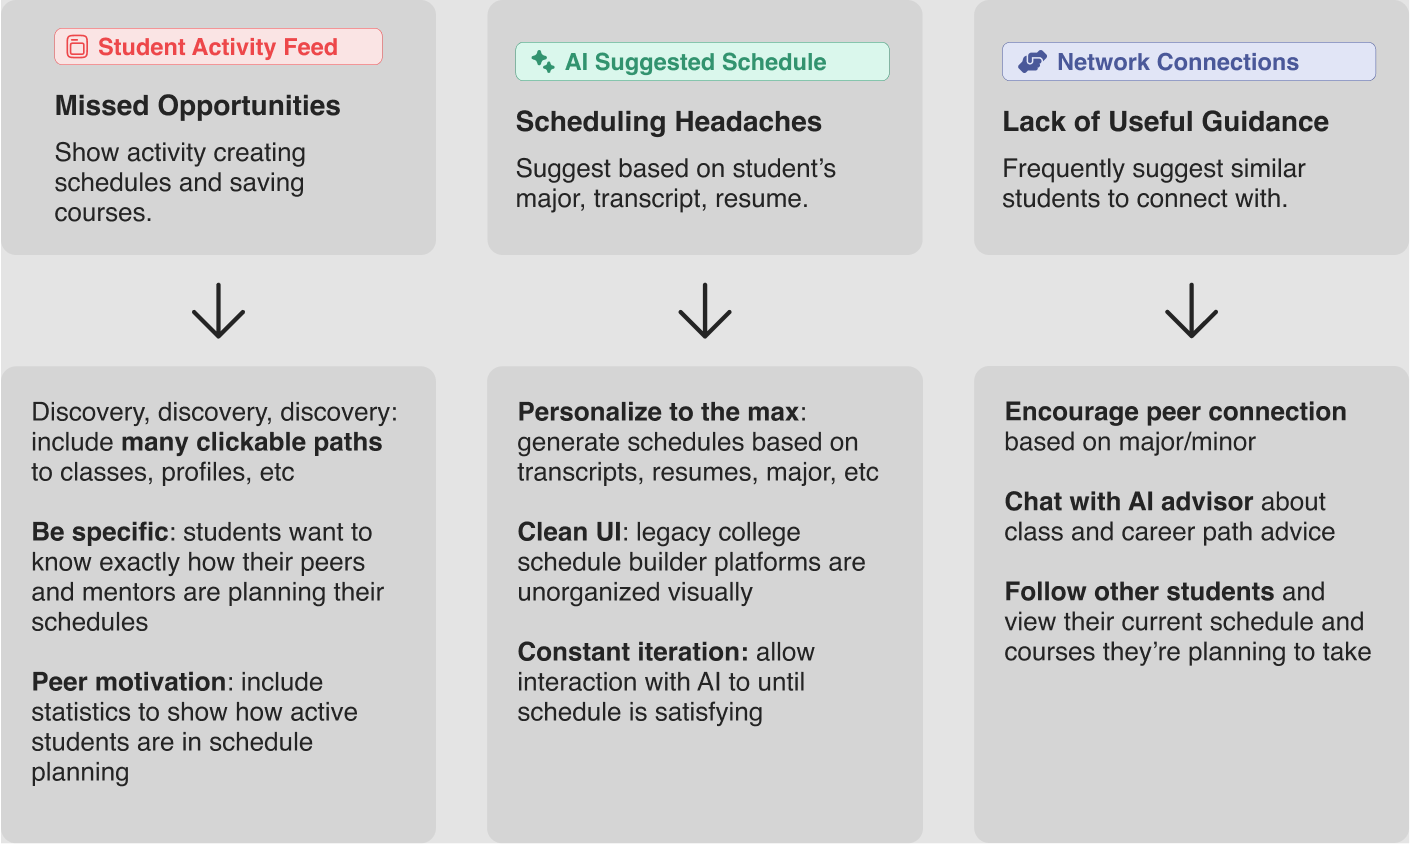 Student Activity Feed
Missed Opportunities
Show activity creating
schedules and saving
courses.
AI Suggested Schedule
Scheduling Headaches
Suggest based on student’s
major, transcript, resume.
Network Connections
Lack of Useful Guidance
Frequently suggest similar
students to connect with.
Discovery, discovery, discovery:
include many clickable paths
to classes, profiles, etc
Be specific: students want to
know exactly how their peers
and mentors are planning their
schedules
Peer motivation: include
statistics to show how active
students are in schedule
planning
Personalize to the max:
generate schedules based on
transcripts, resumes, major, etc
Clean UI: legacy college
schedule builder platforms are
unorganized visually
Constant iteration: allow
interaction with AI to until
schedule is satisfying
Encourage peer connection
based on major/minor
Chat with AI advisor about
class and career path advice
Follow other students and
view their current schedule and
courses they’re planning to take